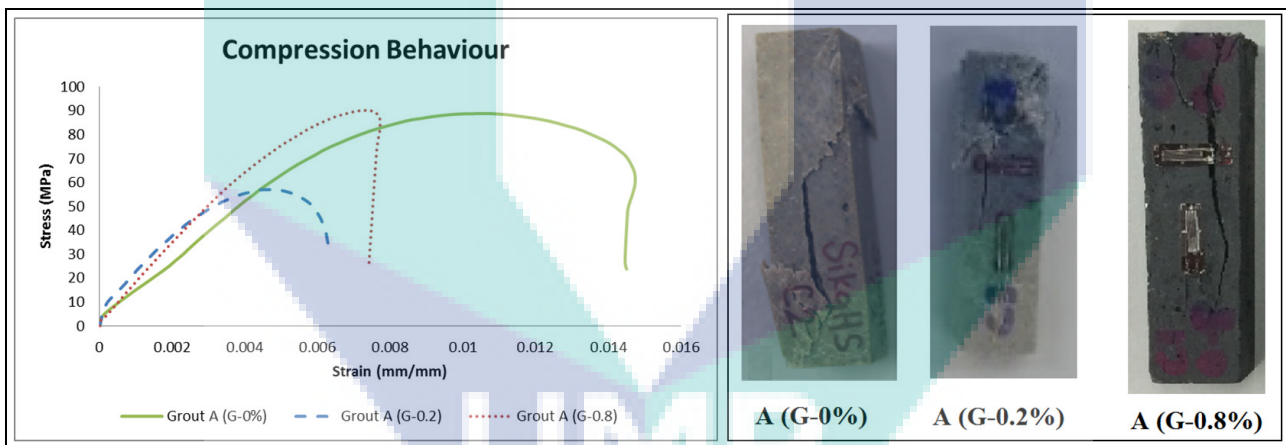 Compression Behaviour
Stress (MPa)
100
90
80
70
60
50
40
30
20
10
0
0 0.002 0.004 0.006 0.008 0.01 0.012 0.014 0.016
Strain (mm/mm)
Grout A (G-0%) Grout A (G-0.2) Grout A (G-0.8)
SikaHS
C2
A (G-0%) A (G-0.2%) A (G-0.8%)